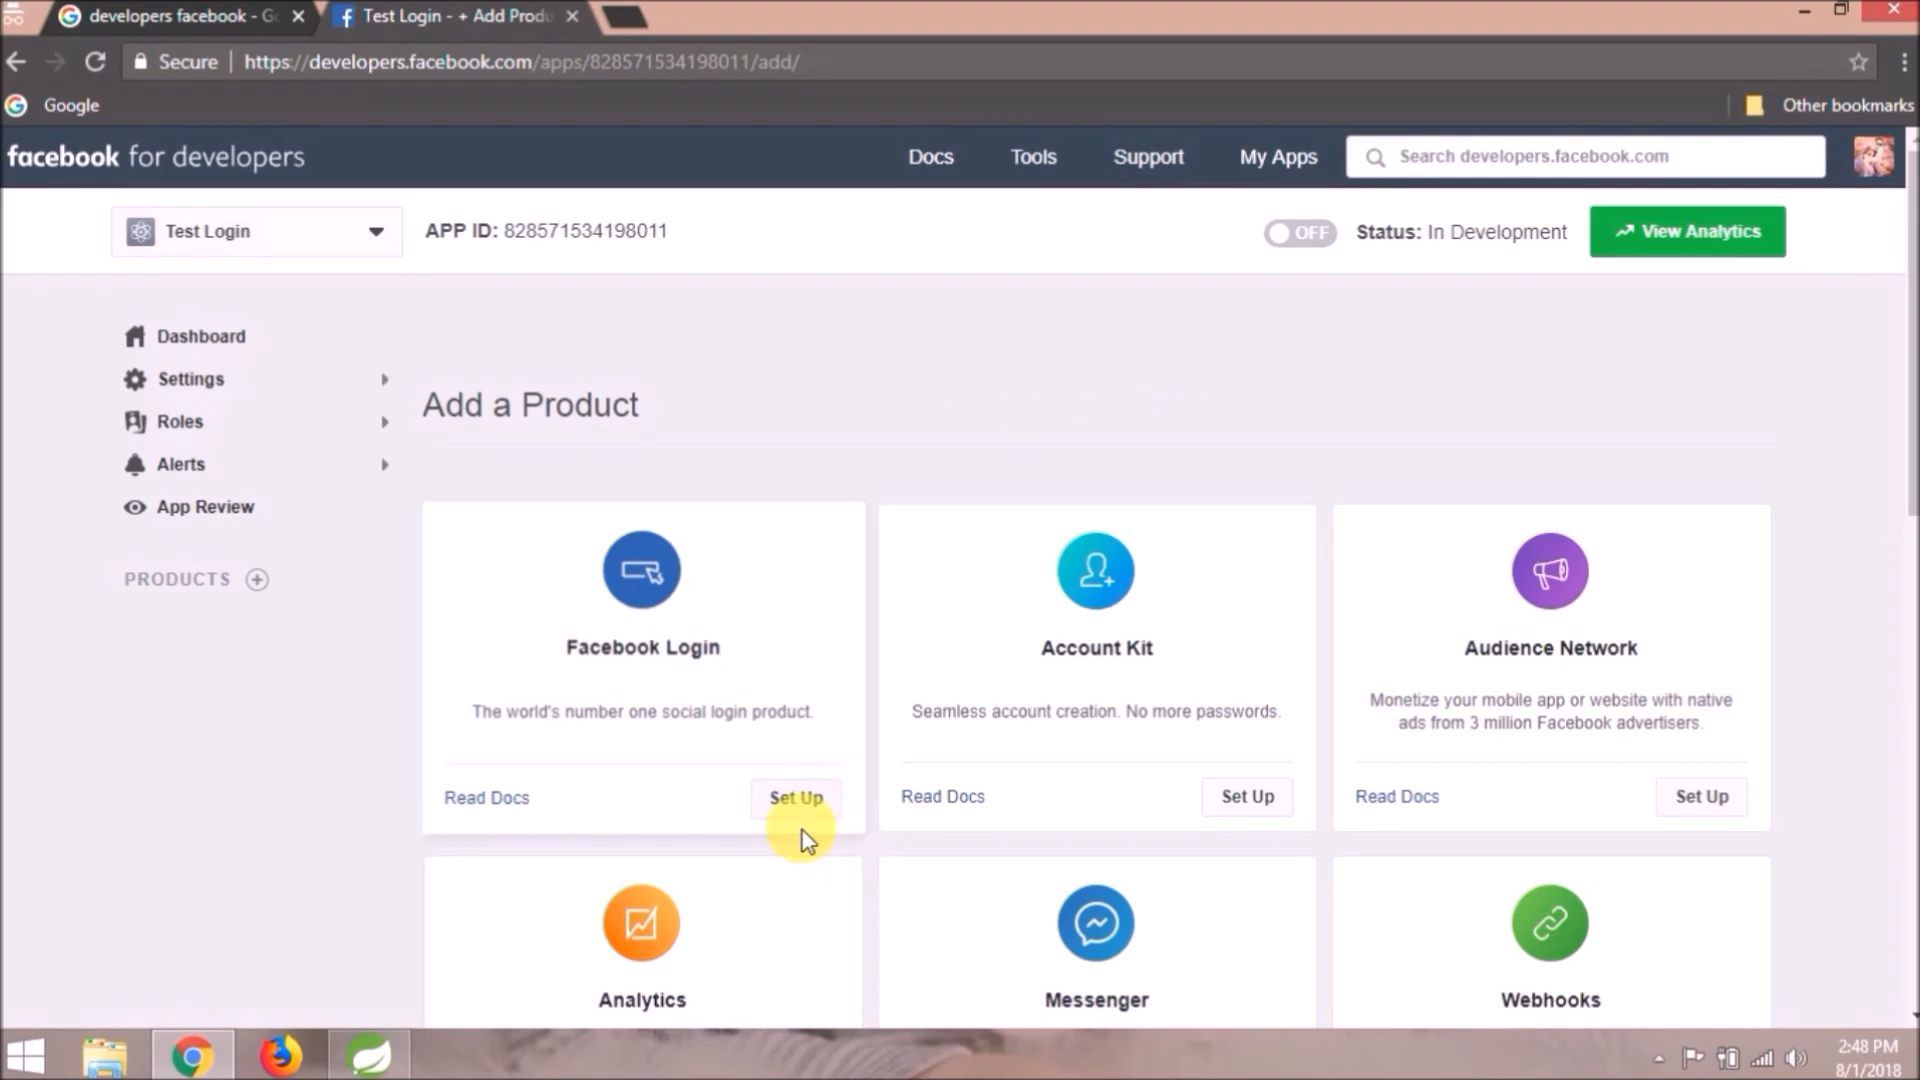 developers facebook - Go
Test Login - + Add Produ
Secure
https://developers.facebook.com/apps/828571534198011/add/
Google
Other bookmarks
facebook for developers
Docs
Tools
Support
My Apps
Search developers.facebook.com
Test Login
APP ID: 828571534198011
OFF
Status: In Development
View Analytics
Dashboard
Settings
Roles
Alerts
App Review
PRODUCTS
Add a Product
Facebook Login
The world's number one social login product.
Read Docs
Set Up
Account Kit
Seamless account creation. No more passwords.
Read Docs
Set Up
Audience Network
Monetize your mobile app or website with native
ads from 3 million Facebook advertisers.
Read Docs
Set Up
Analytics
Messenger
Webhooks
2:48 PM
8/1/2018